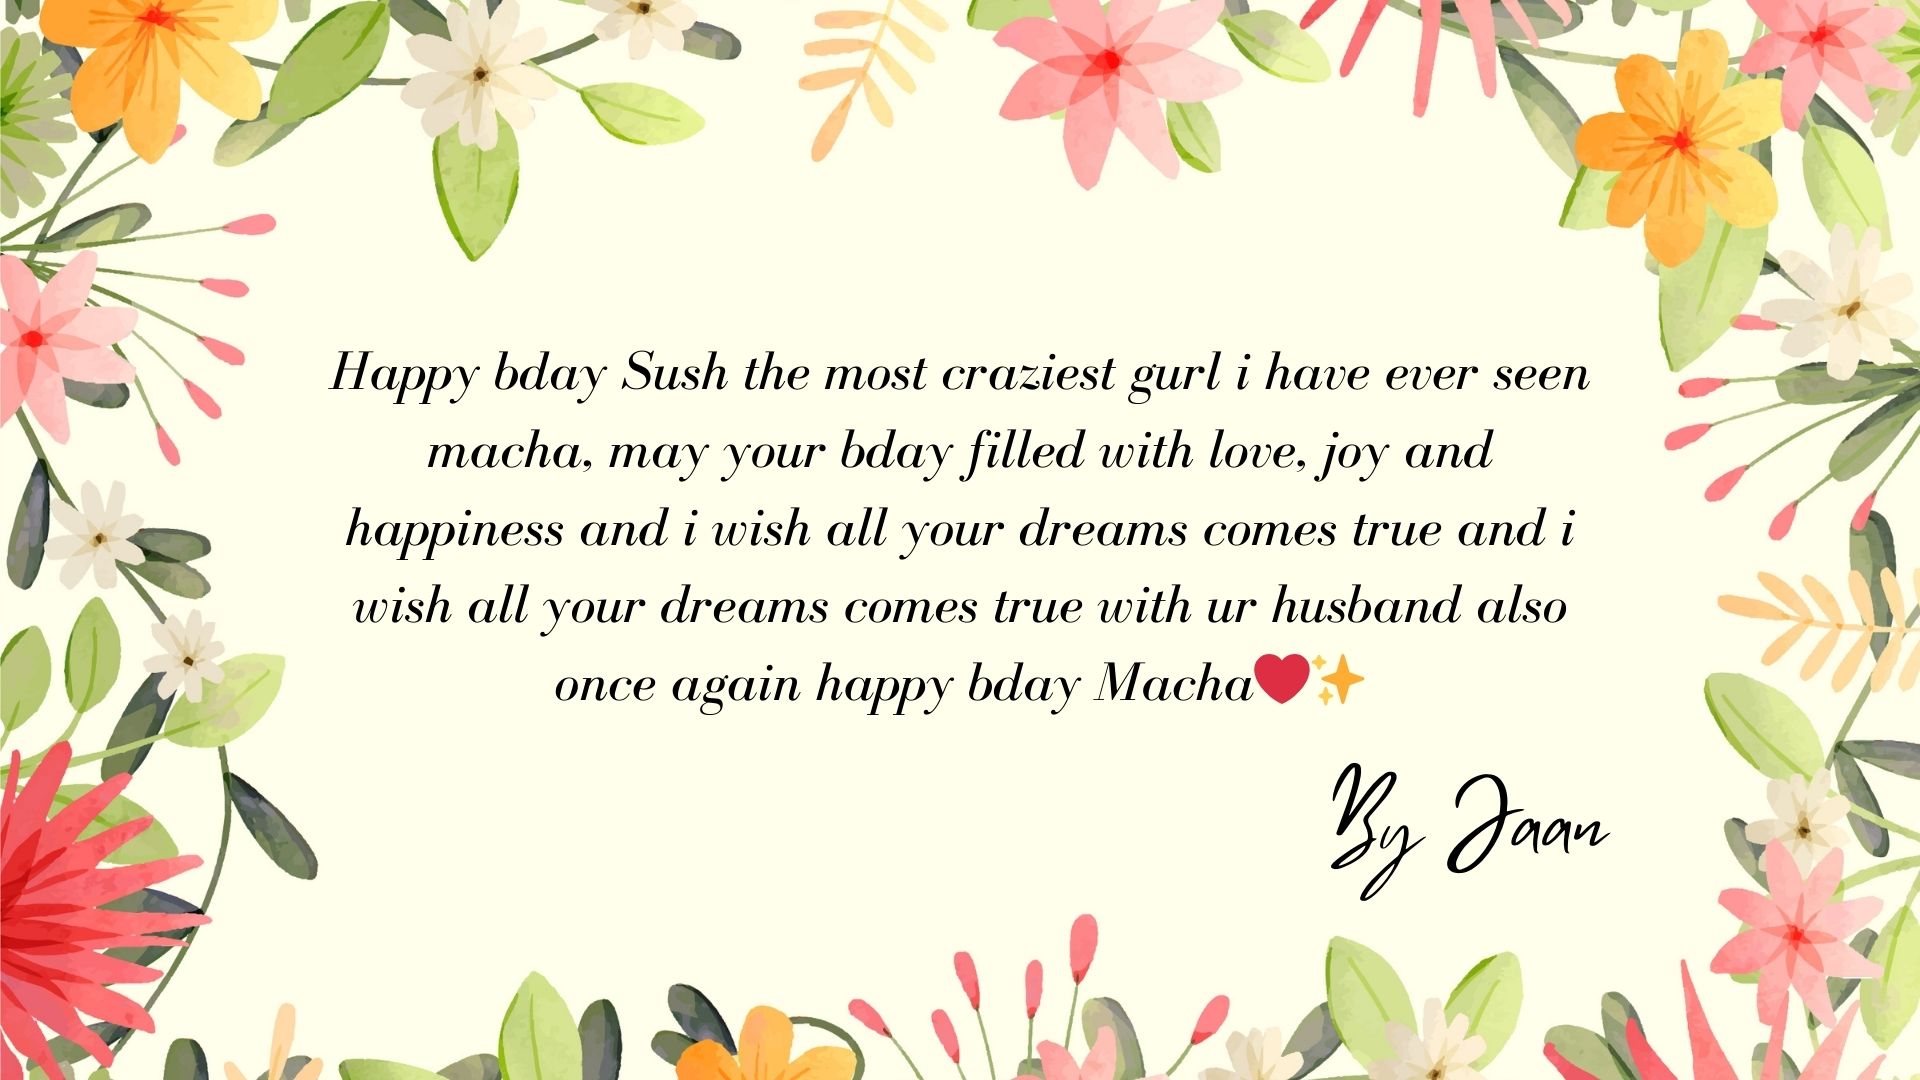 Happy bday Sush the most craziest gurl i have ever seen
macha, may your bday filled with love, joy and
happiness and i wish all your dreams comes true and i
wish all your dreams comes true with ur husband also
once again happy bday Macha❤️✨
By Jaan